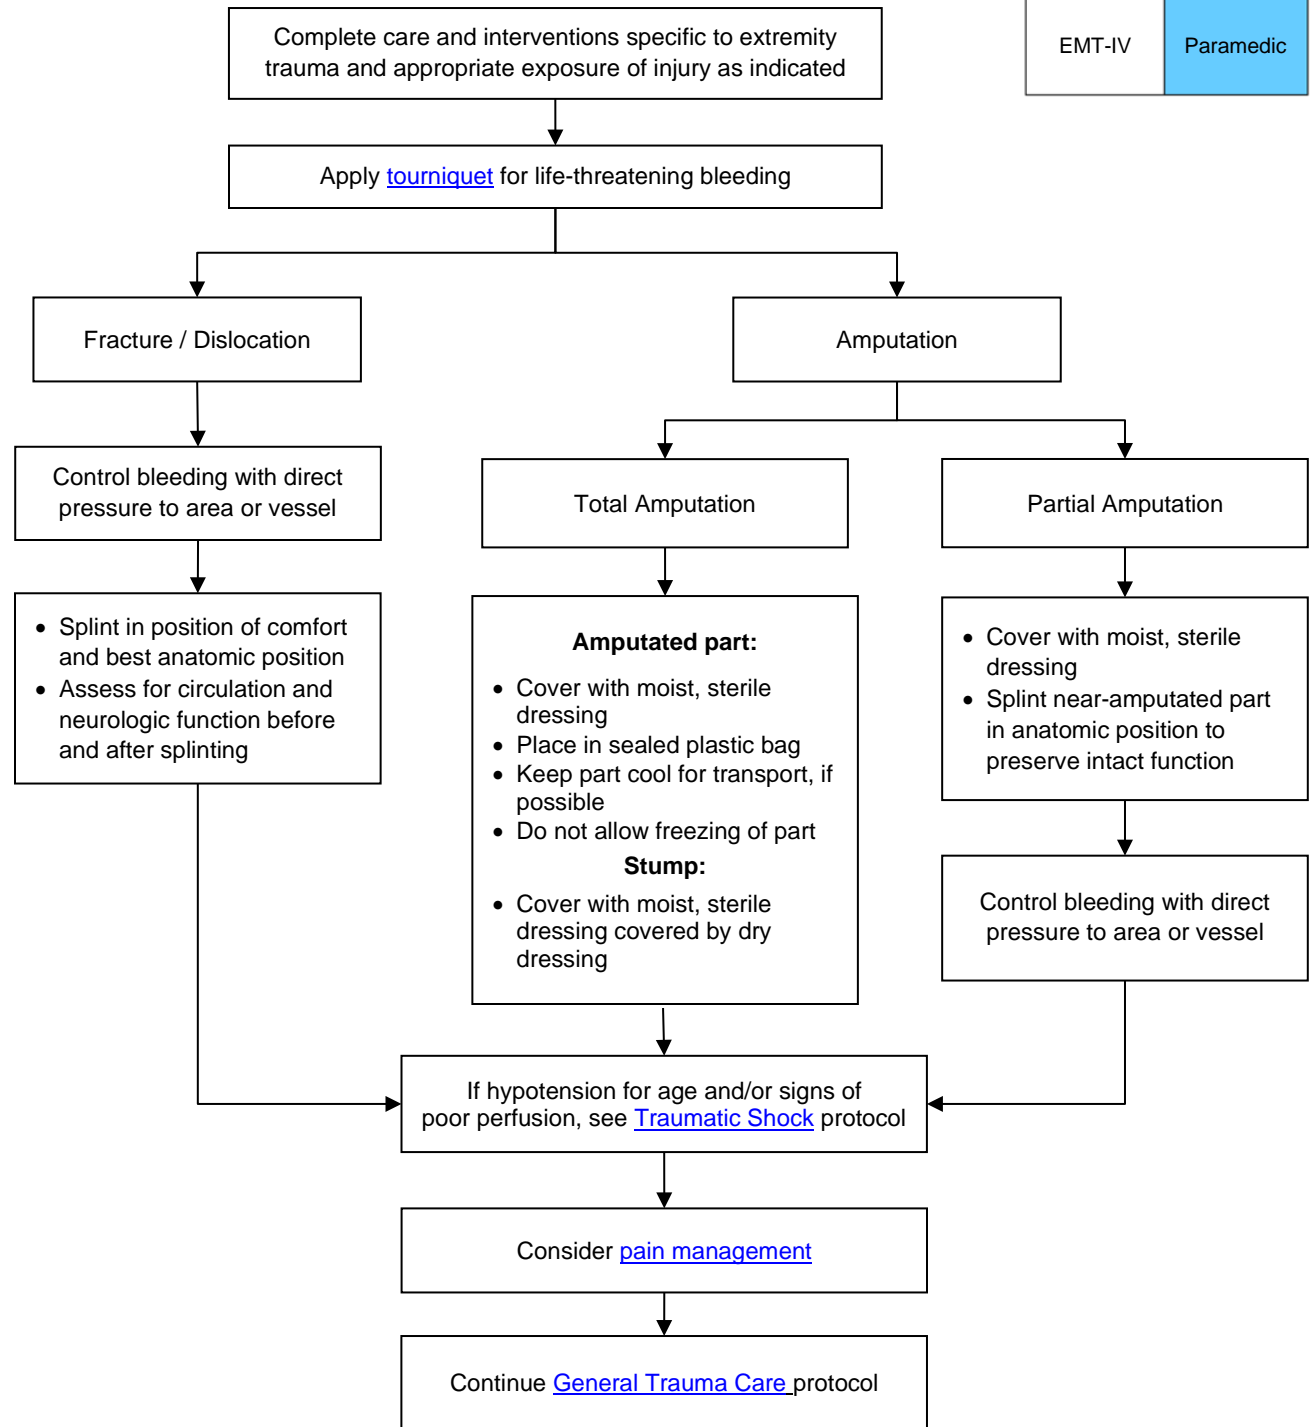 Complete care and interventions specific to extremity
trauma and appropriate exposure of injury as indicated
EMT-IV
Paramedic
Apply tourniquet for life-threatening bleeding
Fracture / Dislocation
Amputation
Control bleeding with direct
pressure to area or vessel
Total Amputation
Partial Amputation
• Splint in position of comfort
and best anatomic position
• Assess for circulation and
neurologic function before
and after splinting
Amputated part:
• Cover with moist, sterile
dressing
• Place in sealed plastic bag
• Keep part cool for transport, if
possible
• Do not allow freezing of part
Stump:
• Cover with moist, sterile
dressing covered by dry
dressing
• Cover with moist, sterile
dressing
• Splint near-amputated part
in anatomic position to
preserve intact function
Control bleeding with direct
pressure to area or vessel
If hypotension for age and/or signs of
poor perfusion, see Traumatic Shock protocol
Consider pain management
Continue General Trauma Care protocol